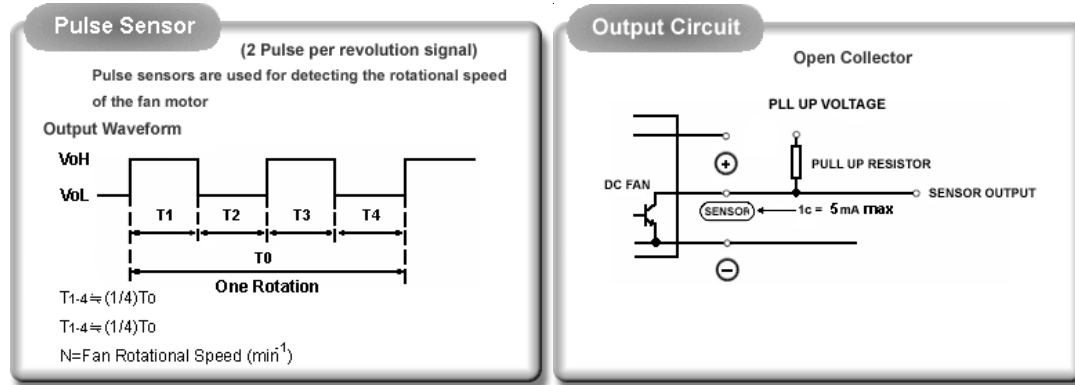 Pulse Sensor
(2 Pulse per revolution signal)
Pulse sensors are used for detecting the rotational speed
of the fan motor
Output Waveform
VoH
VoL
T1 T2 T3 T4
T0
One Rotation
T1-4≒(1/4)To
T1-4≒(1/4)To
N=Fan Rotational Speed (min-1)
Output Circuit
Open Collector
PLL UP VOLTAGE
+
PULL UP RESISTOR
DC FAN
SENSOR OUTPUT
SENSOR
1c = 5mA max
−